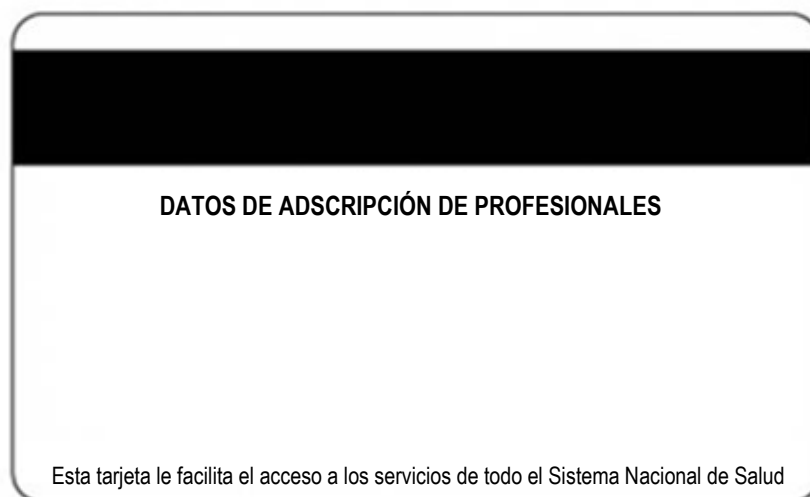 DATOS DE ADSCRIPCIÓN DE PROFESIONALES
Esta tarjeta le facilita el acceso a los servicios de todo el Sistema Nacional de Salud